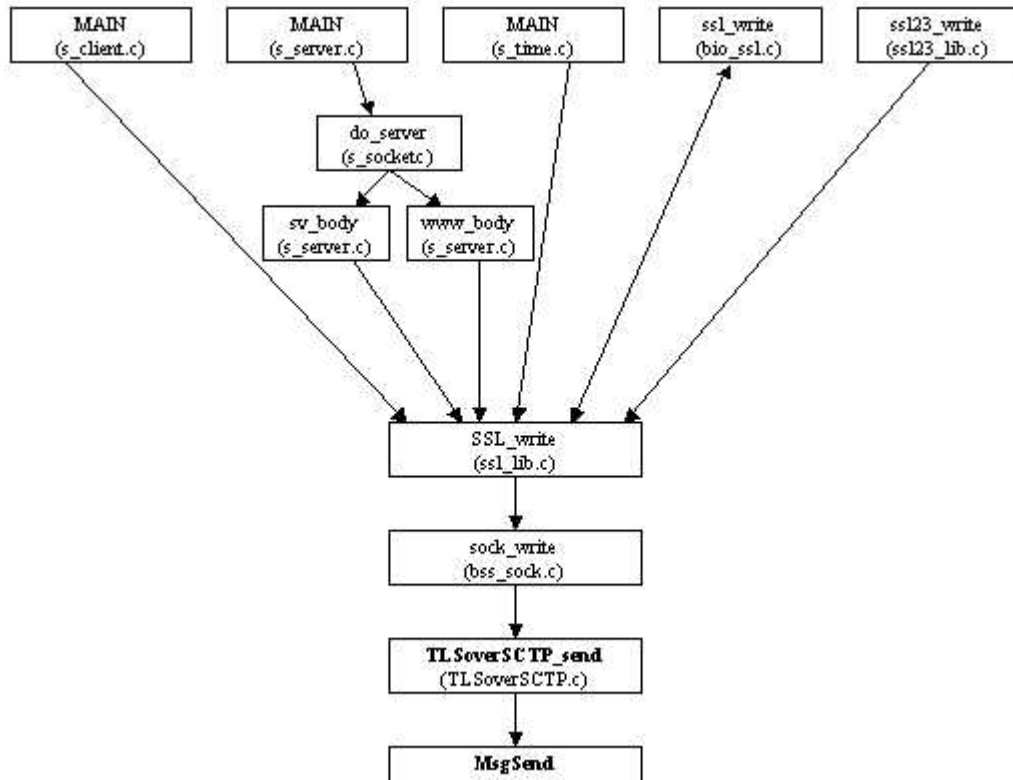 MAIN
(s_client.c)
MAIN
(s_server.c)
MAIN
(s_time.c)
ssl_write
(bio_ssl.c)
ssl23_write
(ssl23_lib.c)
do_server
(s_socketc)
sv_body
(s_server.c)
www_body
(s_server.c)
SSL_write
(ssl_lib.c)
sock_write
(bss_sock.c)
TLSoverSCTP_send
(TLSoverSCTP.c)
MsgSend